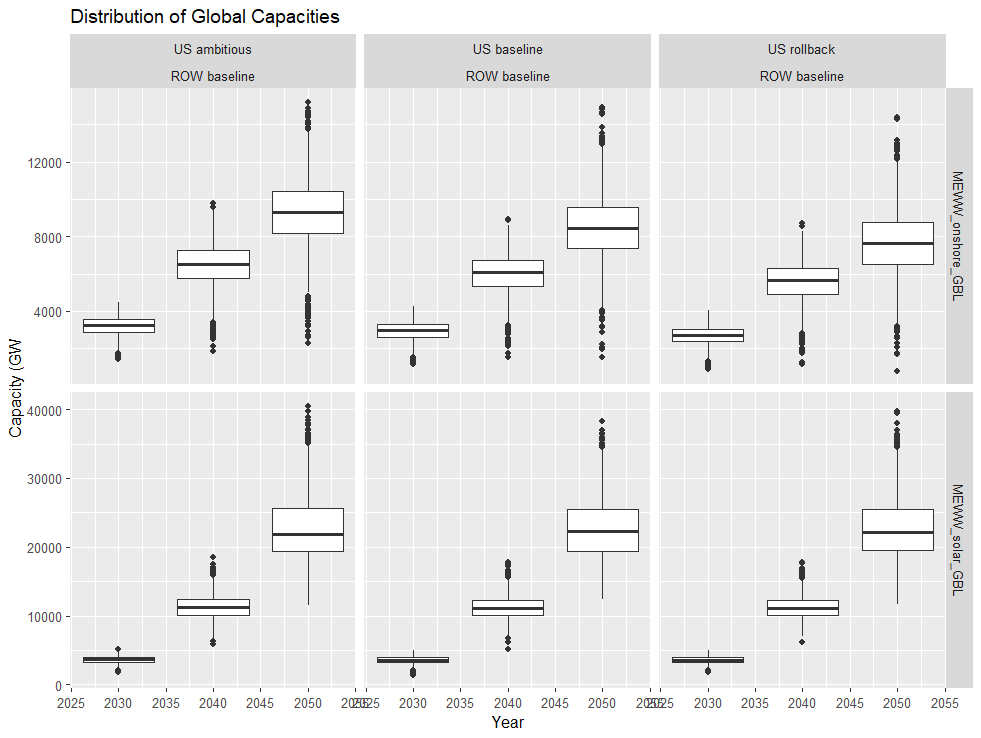 Distribution of Global Capacities
US ambitious
US baseline
US rollback
ROW baseline
ROW baseline
ROW baseline
12000
8000
4000
MEWW_onshore_GBL
Capacity (GW
40000
30000
20000
10000
0
MEWW_solar_GBL
2025 2030 2035 2040 2045 2050 2055
2025 2030 2035 2040 2045 2050 2055
2025 2030 2035 2040 2045 2050 2055
Year